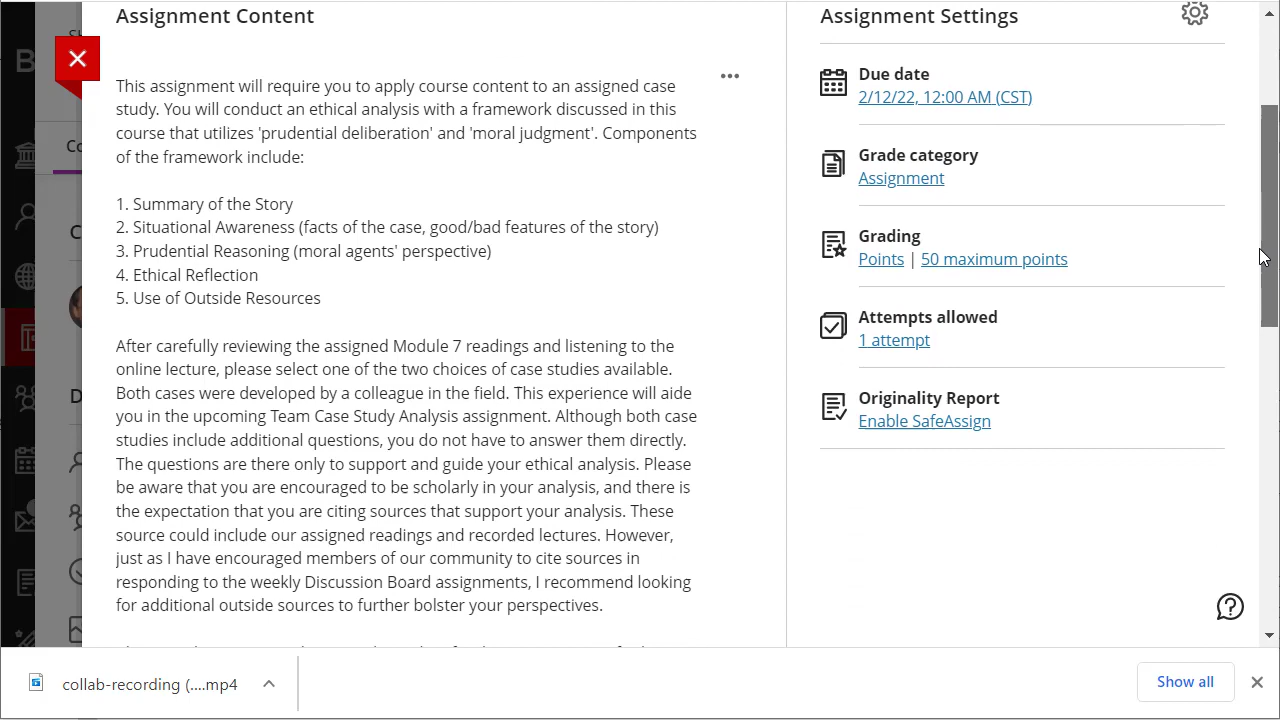 Assignment Content
This assignment will require you to apply course content to an assigned case
study. You will conduct an ethical analysis with a framework discussed in this
course that utilizes 'prudential deliberation' and 'moral judgment'. Components
of the framework include:
1. Summary of the Story
2. Situational Awareness (facts of the case, good/bad features of the story)
3. Prudential Reasoning (moral agents' perspective)
4. Ethical Reflection
5. Use of Outside Resources
After carefully reviewing the assigned Module 7 readings and listening to the
online lecture, please select one of the two choices of case studies available.
Both cases were developed by a colleague in the field. This experience will aide
you in the upcoming Team Case Study Analysis assignment. Although both case
studies include additional questions, you do not have to answer them directly.
The questions are there only to support and guide your ethical analysis. Please
be aware that you are encouraged to be scholarly in your analysis, and there is
the expectation that you are citing sources that support your analysis. These
source could include our assigned readings and recorded lectures. However,
just as I have encouraged members of our community to cite sources in
responding to the weekly Discussion Board assignments, I recommend looking
for additional outside sources to further bolster your perspectives.
Assignment Settings
Due date
2/12/22, 12:00 AM (CST)
Grade category
Assignment
Grading
Points | 50 maximum points
Attempts allowed
1 attempt
Originality Report
Enable SafeAssign
collab-recording (....mp4
Show all